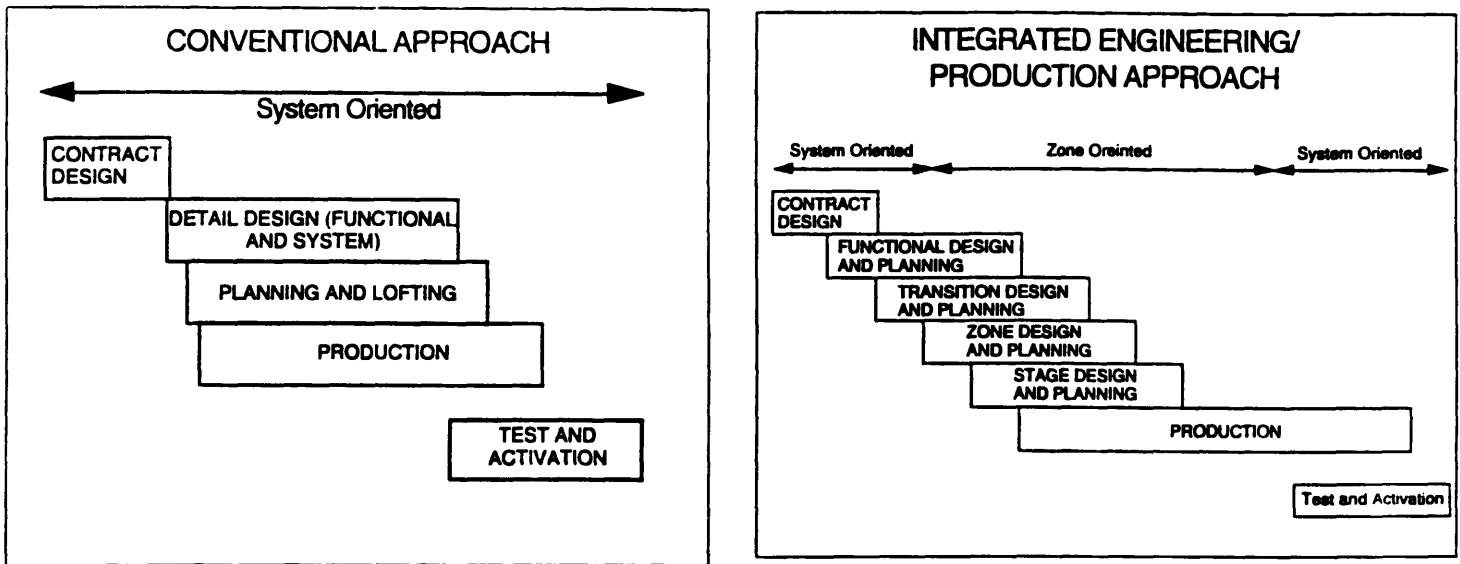 CONVENTIONAL APPROACH
System Oriented
CONTRACT
DESIGN
DETAIL DESIGN (FUNCTIONAL
AND SYSTEM)
PLANNING AND LOFTING
PRODUCTION
TEST AND
ACTIVATION
INTEGRATED ENGINEERING/
PRODUCTION APPROACH
System Oriented
Zone Oreinted
System Oriented
CONTRACT
DESIGN
FUNCTIONAL DESIGN
AND PLANNING
TRANSITION DESIGN
AND PLANNING
ZONE DESIGN
AND PLANNING
STAGE DESIGN
AND PLANNING
PRODUCTION
Test and Activation